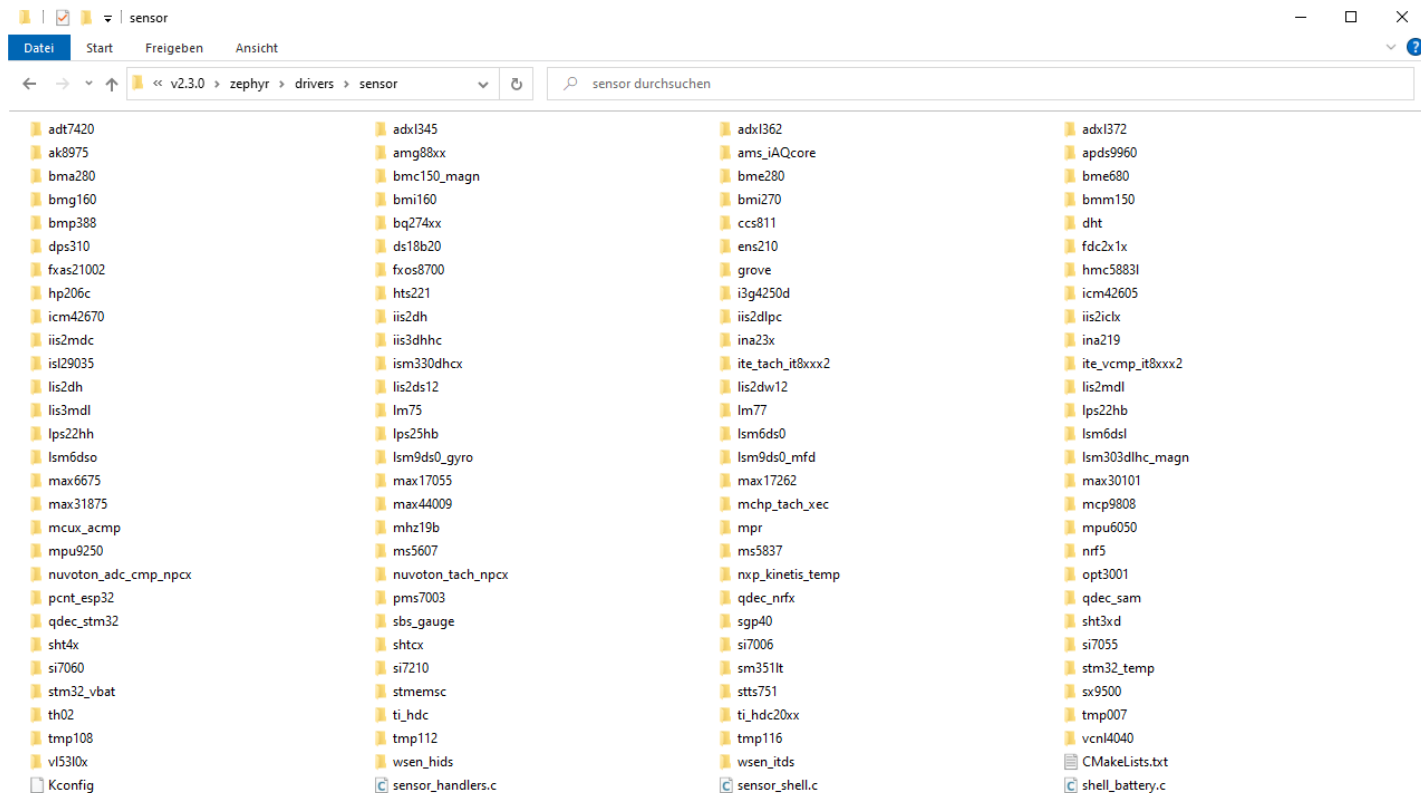 sensor
Datei Start Freigeben Ansicht ?
« v2.3.0 › zephyr › drivers › sensor sensor durchsuchen
adt7420 adxl345 adxl362 adxl372
ak8975 amg88xx ams_iAQcore apds9960
bma280 bmc150_magn bme280 bme680
bmg160 bmi160 bmi270 bmm150
bmp388 bq274xx ccs811 dht
dps310 ds18b20 ens210 fdc2x1x
fxas21002 fxos8700 grove hmc5883l
hp206c hts221 i3g4250d icm42605
icm42670 iis2dh iis2dlpc iis2iclx
iis2mdc iis3dhhc ina23x ina219
isl29035 ism330dhcx ite_tach_it8xxx2 ite_vcmp_it8xxx2
lis2dh lis2ds12 lis2dw12 lis2mdl
lis3mdl lm75 lm77 lps22hb
lps22hh lps25hb lsm6ds0 lsm6dsl
lsm6dso lsm9ds0_gyro lsm9ds0_mfd lsm303dlhc_magn
max6675 max17055 max17262 max30101
max31875 max44009 mchp_tach_xec mcp9808
mcux_acmp mhz19b mpr mpu6050
mpu9250 ms5607 ms5837 nrf5
nuvoton_adc_cmp_npcx nuvoton_tach_npcx nxp_kinetis_temp opt3001
pcnt_esp32 pms7003 qdec_nrfx qdec_sam
qdec_stm32 sbs_gauge sgp40 sht3xd
sht4x shtcx si7006 si7055
si7060 si7210 sm351lt stm32_temp
stm32_vbat stmemsc stts751 sx9500
th02 ti_hdc ti_hdc20xx tmp007
tmp108 tmp112 tmp116 vcnl4040
vl53l0x wsen_hids wsen_itds CMakeLists.txt
Kconfig sensor_handlers.c sensor_shell.c shell_battery.c